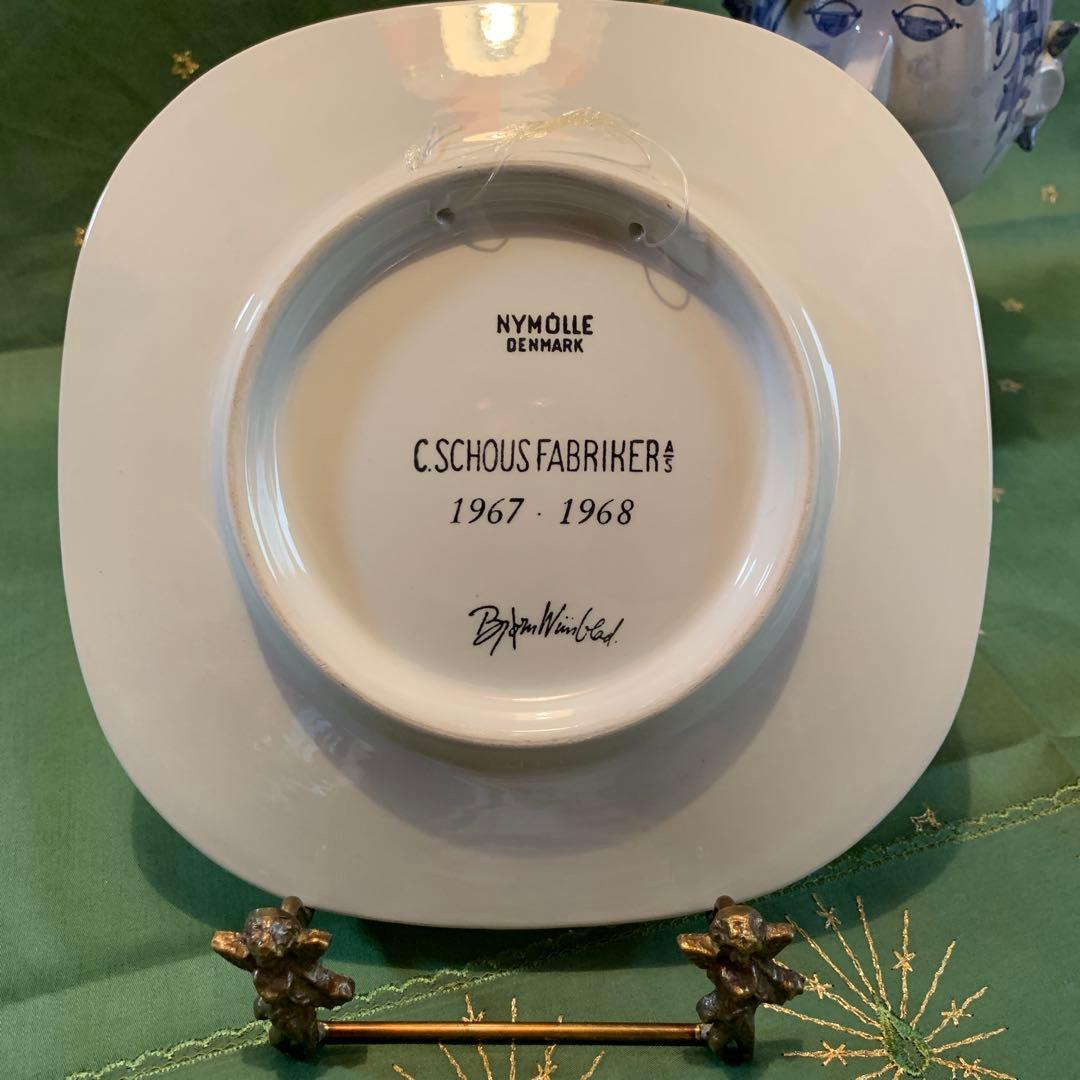 NYMÖLLE
DENMARK
C. SCHOUS FABRIKER A/S
1967 · 1968
Bjørn Wiinblad.